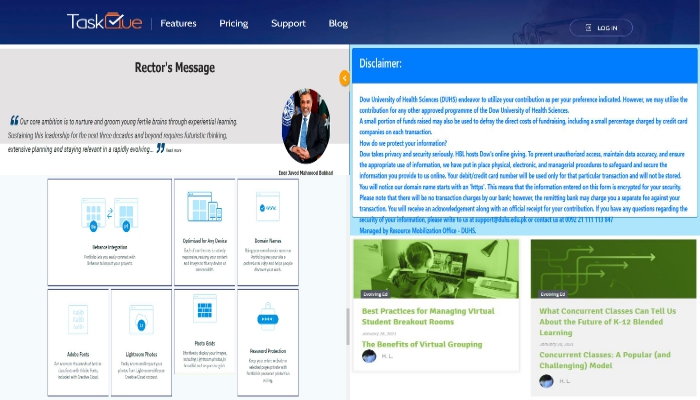 TaskQue
Features
Pricing
Support
Blog
LOG IN
Rector's Message
Our core ambition is to nurture and groom young fertile brains through experiential learning.
Sustaining this leadership for the next three decades and beyond requires futuristic thinking,
extensive planning and staying relevant in a rapidly evolving...
Read more
Engr Javed Mahmood Bukhari
Disclaimer:
Dow University of Health Sciences (DUHS) endeavor to utilize your contribution as per your preference indicated. However, we may utilise the
contribution for any other approved programme of the Dow University of Health Sciences.
A small portion of funds raised may also be used to defray the direct costs of fundraising, including a small percentage charged by credit card
companies on each transaction.
How do we protect your information?
Dow takes privacy and security seriously. HBL hosts Dow's online giving. To prevent unauthorized access, maintain data accuracy, and ensure
the appropriate use of information, we have put in place physical, electronic, and managerial procedures to safeguard and secure the
information you provide to us online. Your debit/credit card number will be used only for that particular transaction and will not be stored.
You will notice our domain name starts with an 'https'. This means that the information entered on this form is encrypted for your security.
Please note that there will be no transaction charges by our bank; however, the remitting bank may charge you a separate fee against your
transaction. You will receive an acknowledgement along with an official receipt for your contribution. If you have any questions regarding the
security of your information, please write to us at support@duhs.edu.pk or contact us at 0092 21 111 113 847
Managed by Resource Mobilization Office - DUHS.
Behance Integration
Optimized for Any Device
Domain Names
Adobe Fonts
Lightroom Photos
Photo Grids
Password Protection
Evolving Ed
Best Practices for Managing Virtual
Student Breakout Rooms
The Benefits of Virtual Grouping
H. L.
Evolving Ed
What Concurrent Classes Can Tell Us
About the Future of K-12 Blended
Learning
Concurrent Classes: A Popular (and
Challenging) Model
H. L.